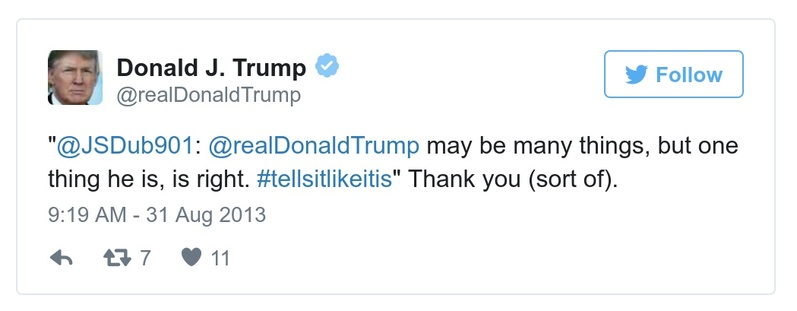 Donald J. Trump
@realDonaldTrump
Follow
"@JSDub901: @realDonaldTrump may be many things, but one
thing he is, is right. #tellsitlikeitis" Thank you (sort of).
9:19 AM - 31 Aug 2013
7 11